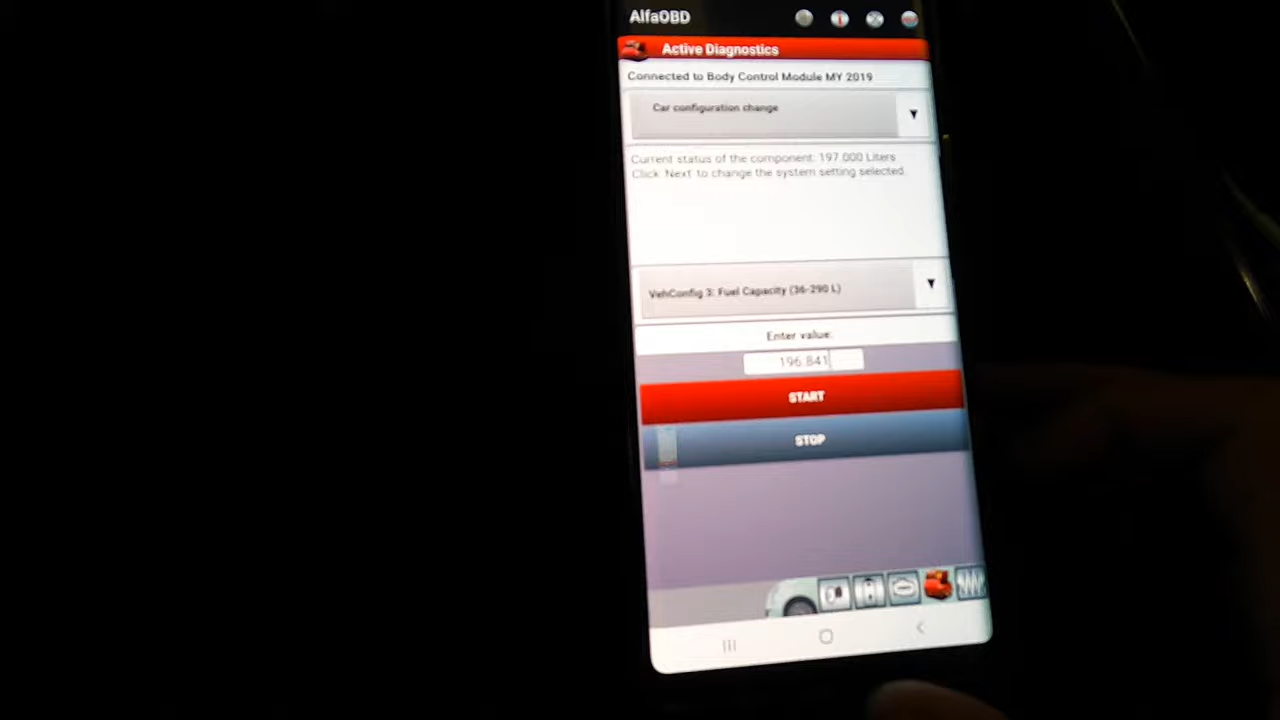 AlfaOBD
Active Diagnostics
Connected to Body Control Module MY 2019
Car configuration change
Current status of the component: 197.000 Liters
Click Next to change the system setting selected.
VehConfig 3: Fuel Capacity (36-290 L)
Enter value:
196.841
START
STOP